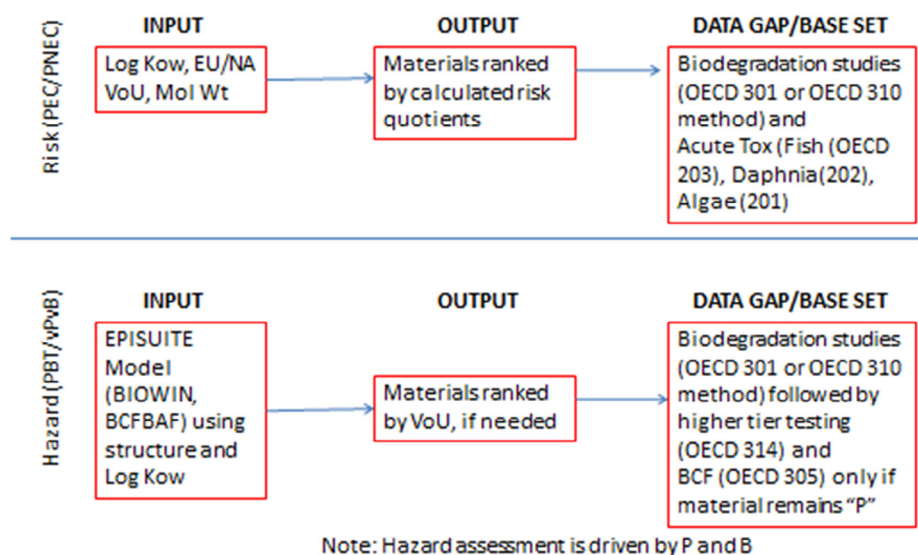 INPUT
OUTPUT
DATA GAP/BASE SET
Risk (PEC/PNEC)
Log Kow, EU/NA
VoU, Mol Wt
Materials ranked
by calculated risk
quotients
Biodegradation studies
(OECD 301 or OECD 310
method) and
Acute Tox (Fish (OECD
203), Daphnia (202),
Algae (201)
INPUT
OUTPUT
DATA GAP/BASE SET
Hazard (PBT/vPvB)
EPISUITE
Model
(BIOWIN,
BCFBAF) using
structure and
Log Kow
Materials ranked
by VoU, if needed
Biodegradation studies
(OECD 301 or OECD 310
method) followed by
higher tier testing
(OECD 314) and
BCF (OECD 305) only if
material remains “P”
Note: Hazard assessment is driven by P and B